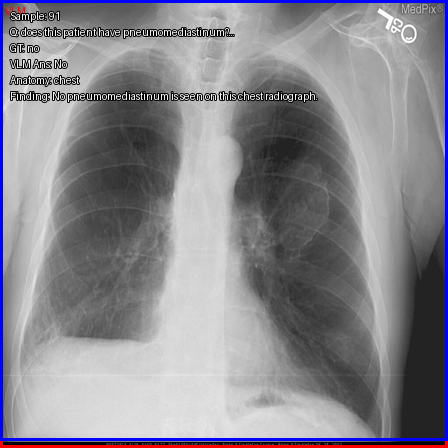 MedPix®
Sample: 91
Q: does this patient have pneumomediastinum?...
GT: no
VLM Ans: No
Anatomy: chest
Finding: No pneumomediastinum is seen on this chest radiograph.